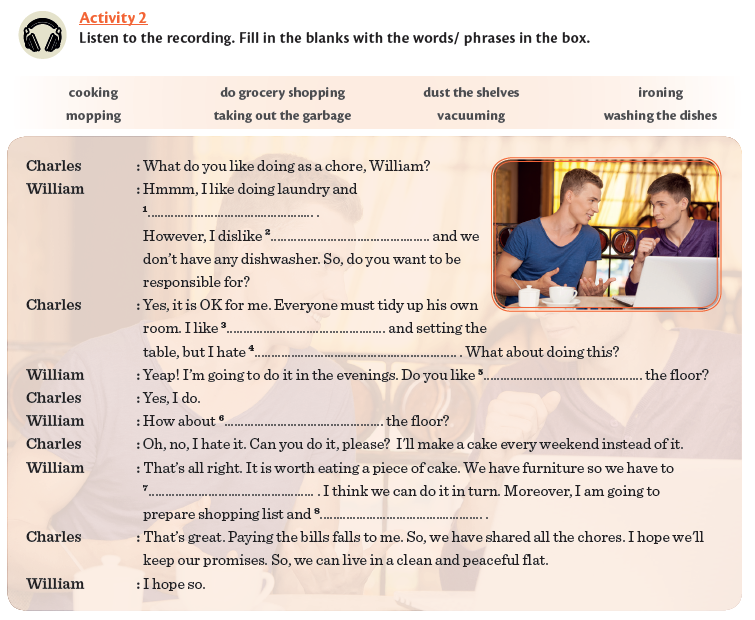 Activity 2
Listen to the recording. Fill in the blanks with the words/ phrases in the box.
cooking do grocery shopping dust the shelves ironing
mopping taking out the garbage vacuuming washing the dishes
Charles : What do you like doing as a chore, William?
William : Hmmm, I like doing laundry and
1................................................. .
However, I dislike 2................................................ and we
don't have any dishwasher. So, do you want to be
responsible for?
Charles : Yes, it is OK for me. Everyone must tidy up his own
room. I like 3................................................ and setting the
table, but I hate 4............................................................. . What about doing this?
William : Yeap! I'm going to do it in the evenings. Do you like 5................................................ the floor?
Charles : Yes, I do.
William : How about 6................................................ the floor?
Charles : Oh, no, I hate it. Can you do it, please? I'll make a cake every weekend instead of it.
William : That's all right. It is worth eating a piece of cake. We have furniture so we have to
7................................................. . I think we can do it in turn. Moreover, I am going to
prepare shopping list and 8................................................. .
Charles : That's great. Paying the bills falls to me. So, we have shared all the chores. I hope we'll
keep our promises. So, we can live in a clean and peaceful flat.
William : I hope so.